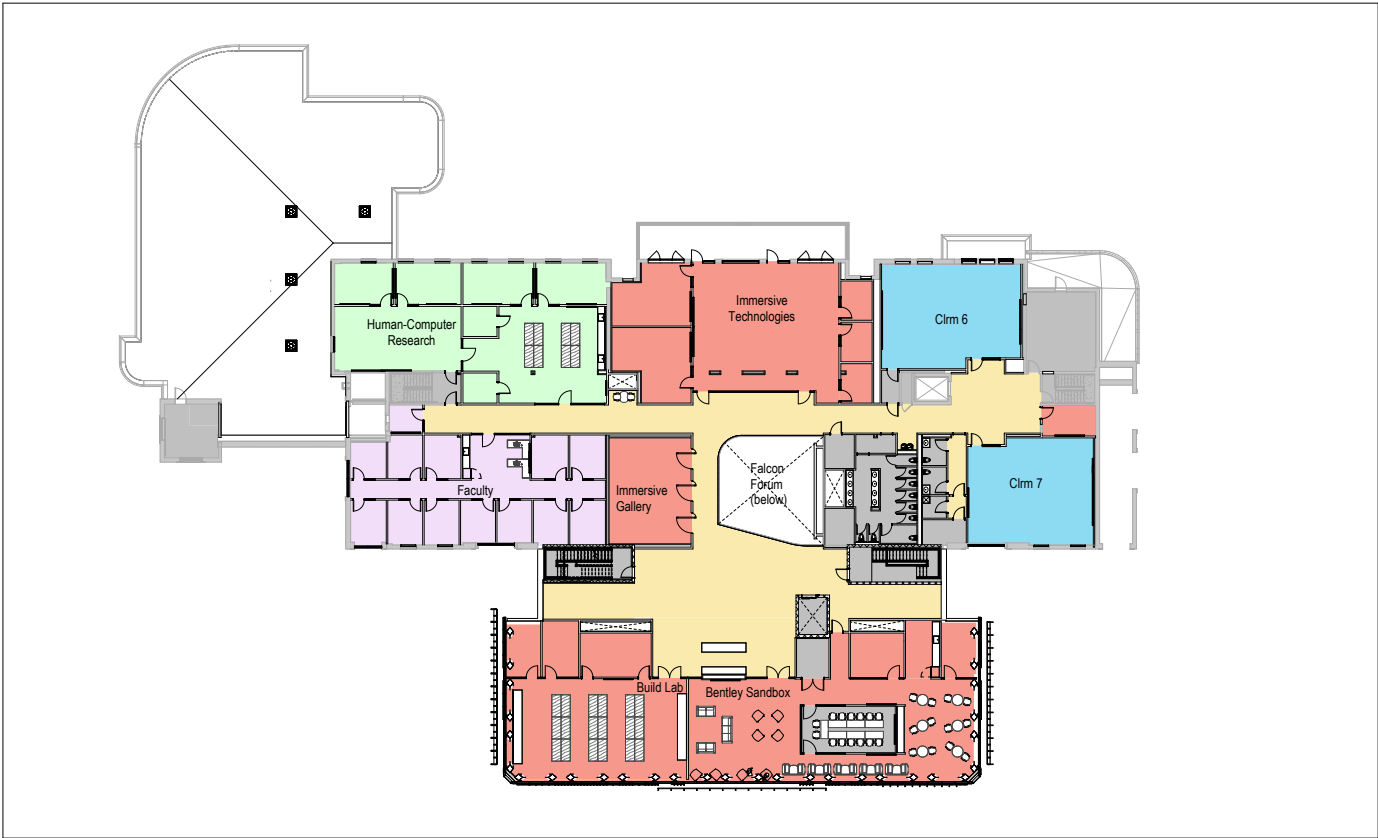 Human-Computer
Research
Immersive
Technologies
Clrm 6
Faculty
Immersive
Gallery
Falcon
Forum
(below)
Clrm 7
Build Lab
Bentley Sandbox